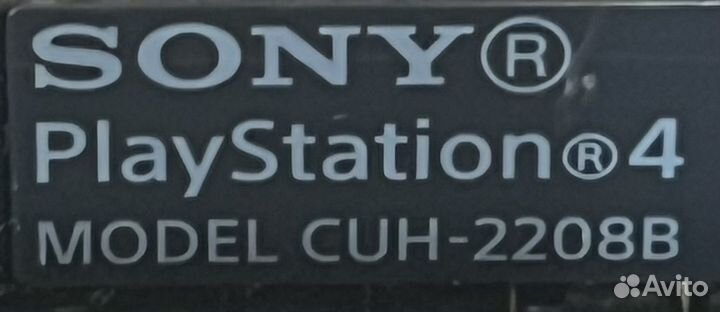 SONY®
PlayStation®4
MODEL CUH-2208B
Avito